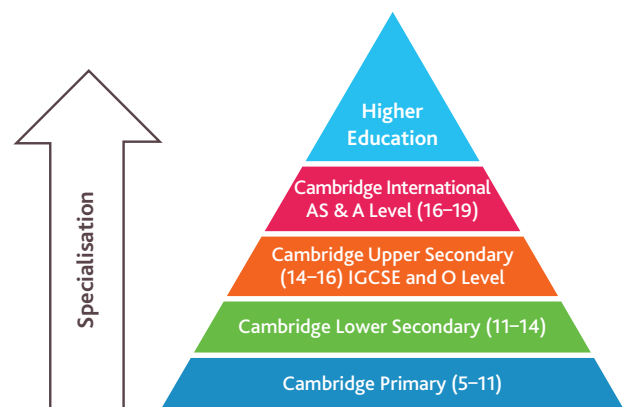 Higher
Education
Cambridge International
AS & A Level (16–19)
Cambridge Upper Secondary
(14–16) IGCSE and O Level
Cambridge Lower Secondary (11–14)
Cambridge Primary (5–11)
Specialisation